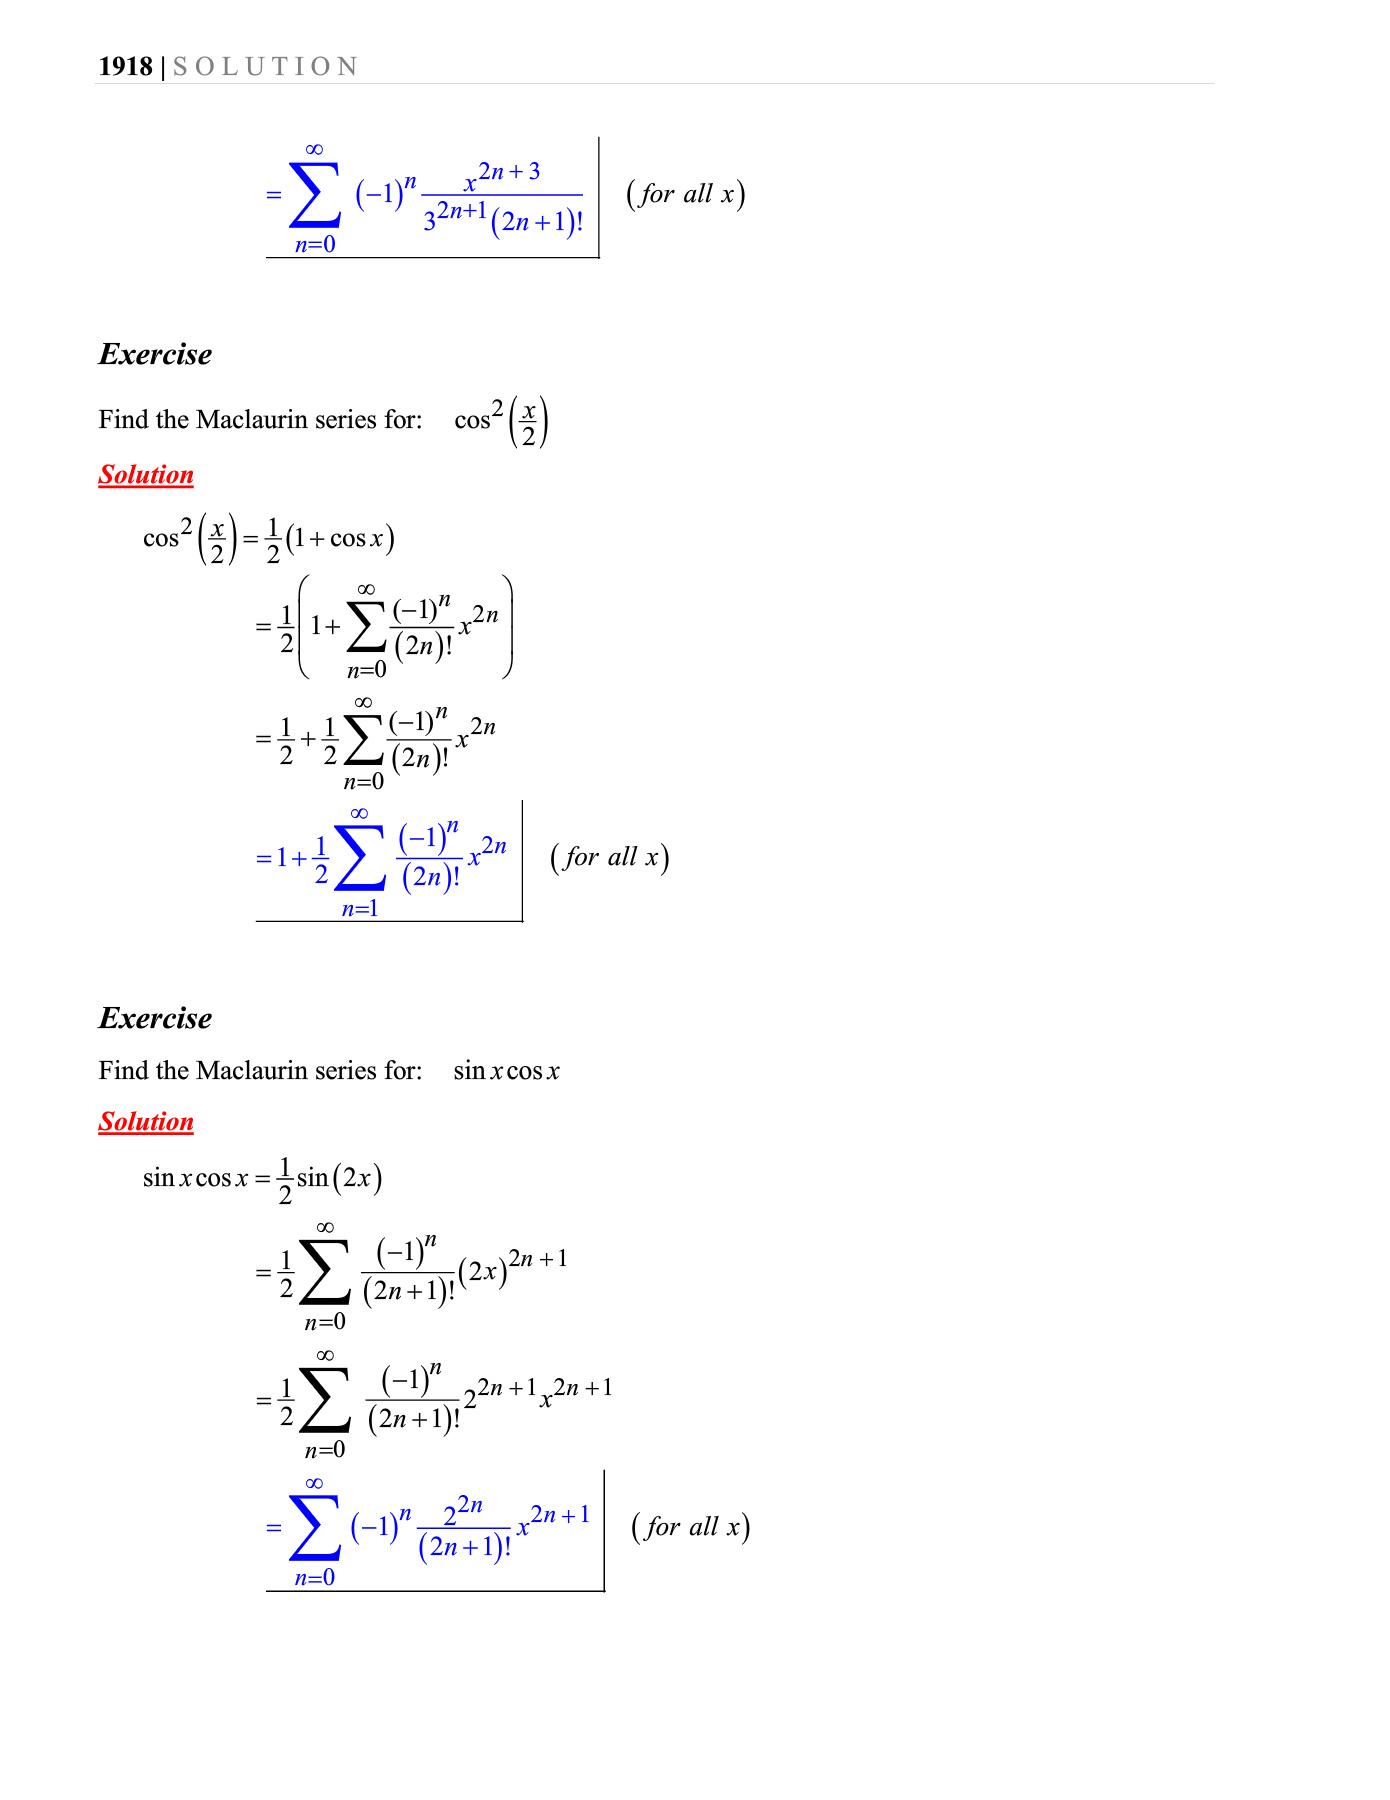 1918 | S O L U T I O N
$= \sum_{n=0}^{\infty} (-1)^n \frac{x^{2n+3}}{3^{2n+1}(2n+1)!}$ (for all x)
Exercise
Find the Maclaurin series for: $\cos^2\left(\frac{x}{2}\right)$
Solution
$\cos^2\left(\frac{x}{2}\right) = \frac{1}{2}(1+\cos x)$
$= \frac{1}{2}\left(1+\sum_{n=0}^{\infty} \frac{(-1)^n}{(2n)!}x^{2n}\right)$
$= \frac{1}{2}+\frac{1}{2}\sum_{n=0}^{\infty} \frac{(-1)^n}{(2n)!}x^{2n}$
$= 1+\frac{1}{2}\sum_{n=1}^{\infty} \frac{(-1)^n}{(2n)!}x^{2n}$ (for all x)
Exercise
Find the Maclaurin series for: $\sin x \cos x$
Solution
$\sin x \cos x = \frac{1}{2}\sin(2x)$
$= \frac{1}{2}\sum_{n=0}^{\infty} \frac{(-1)^n}{(2n+1)!}(2x)^{2n+1}$
$= \frac{1}{2}\sum_{n=0}^{\infty} \frac{(-1)^n}{(2n+1)!}2^{2n+1}x^{2n+1}$
$= \sum_{n=0}^{\infty} (-1)^n \frac{2^{2n}}{(2n+1)!}x^{2n+1}$ (for all x)